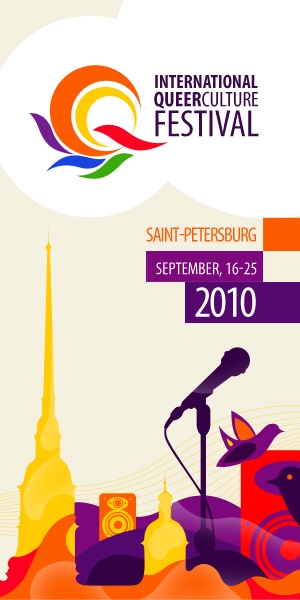 INTERNATIONAL
QUEERCULTURE
FESTIVAL
SAINT-PETERSBURG
SEPTEMBER, 16-25
2010